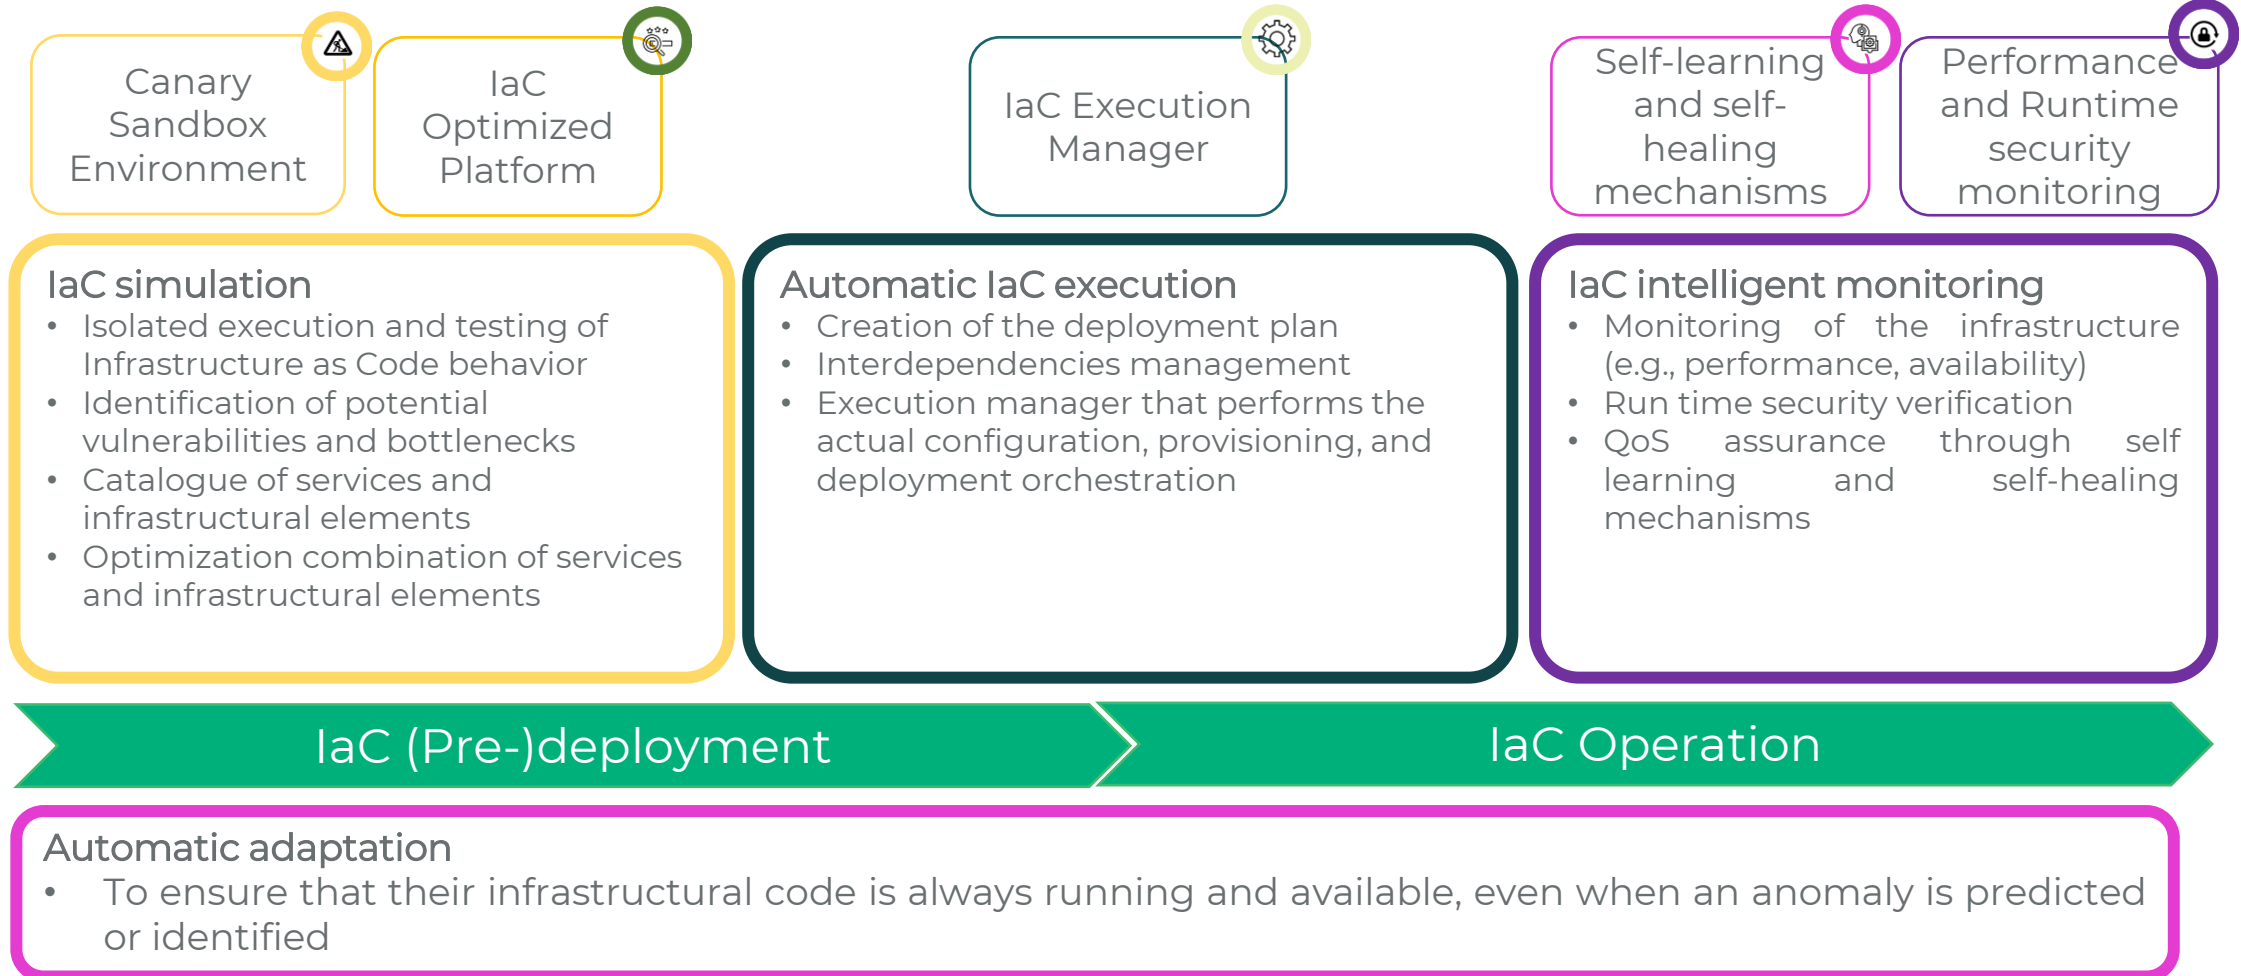 Canary
Sandbox
Environment
IaC
Optimized
Platform
IaC Execution
Manager
Self-learning
and self-
healing
mechanisms
Performance
and Runtime
security
monitoring
IaC simulation
• Isolated execution and testing of
Infrastructure as Code behavior
• Identification of potential
vulnerabilities and bottlenecks
• Catalogue of services and
infrastructural elements
• Optimization combination of services
and infrastructural elements
Automatic IaC execution
• Creation of the deployment plan
• Interdependencies management
• Execution manager that performs the
actual configuration, provisioning, and
deployment orchestration
IaC intelligent monitoring
• Monitoring of the infrastructure
(e.g., performance, availability)
• Run time security verification
• QoS assurance through self
learning and self-healing
mechanisms
IaC (Pre-)deployment
IaC Operation
Automatic adaptation
• To ensure that their infrastructural code is always running and available, even when an anomaly is predicted
or identified